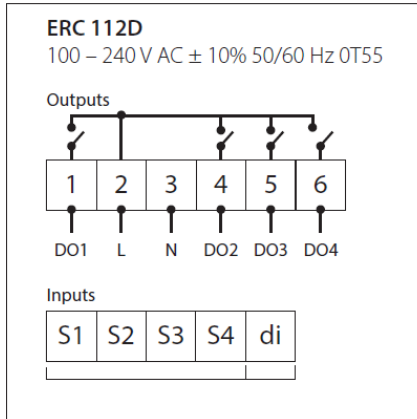 ERC 112D
100 – 240 V AC ± 10% 50/60 Hz 0T55
Outputs
1 2 3 4 5 6
DO1 L N DO2 DO3 DO4
Inputs
S1 S2 S3 S4 di